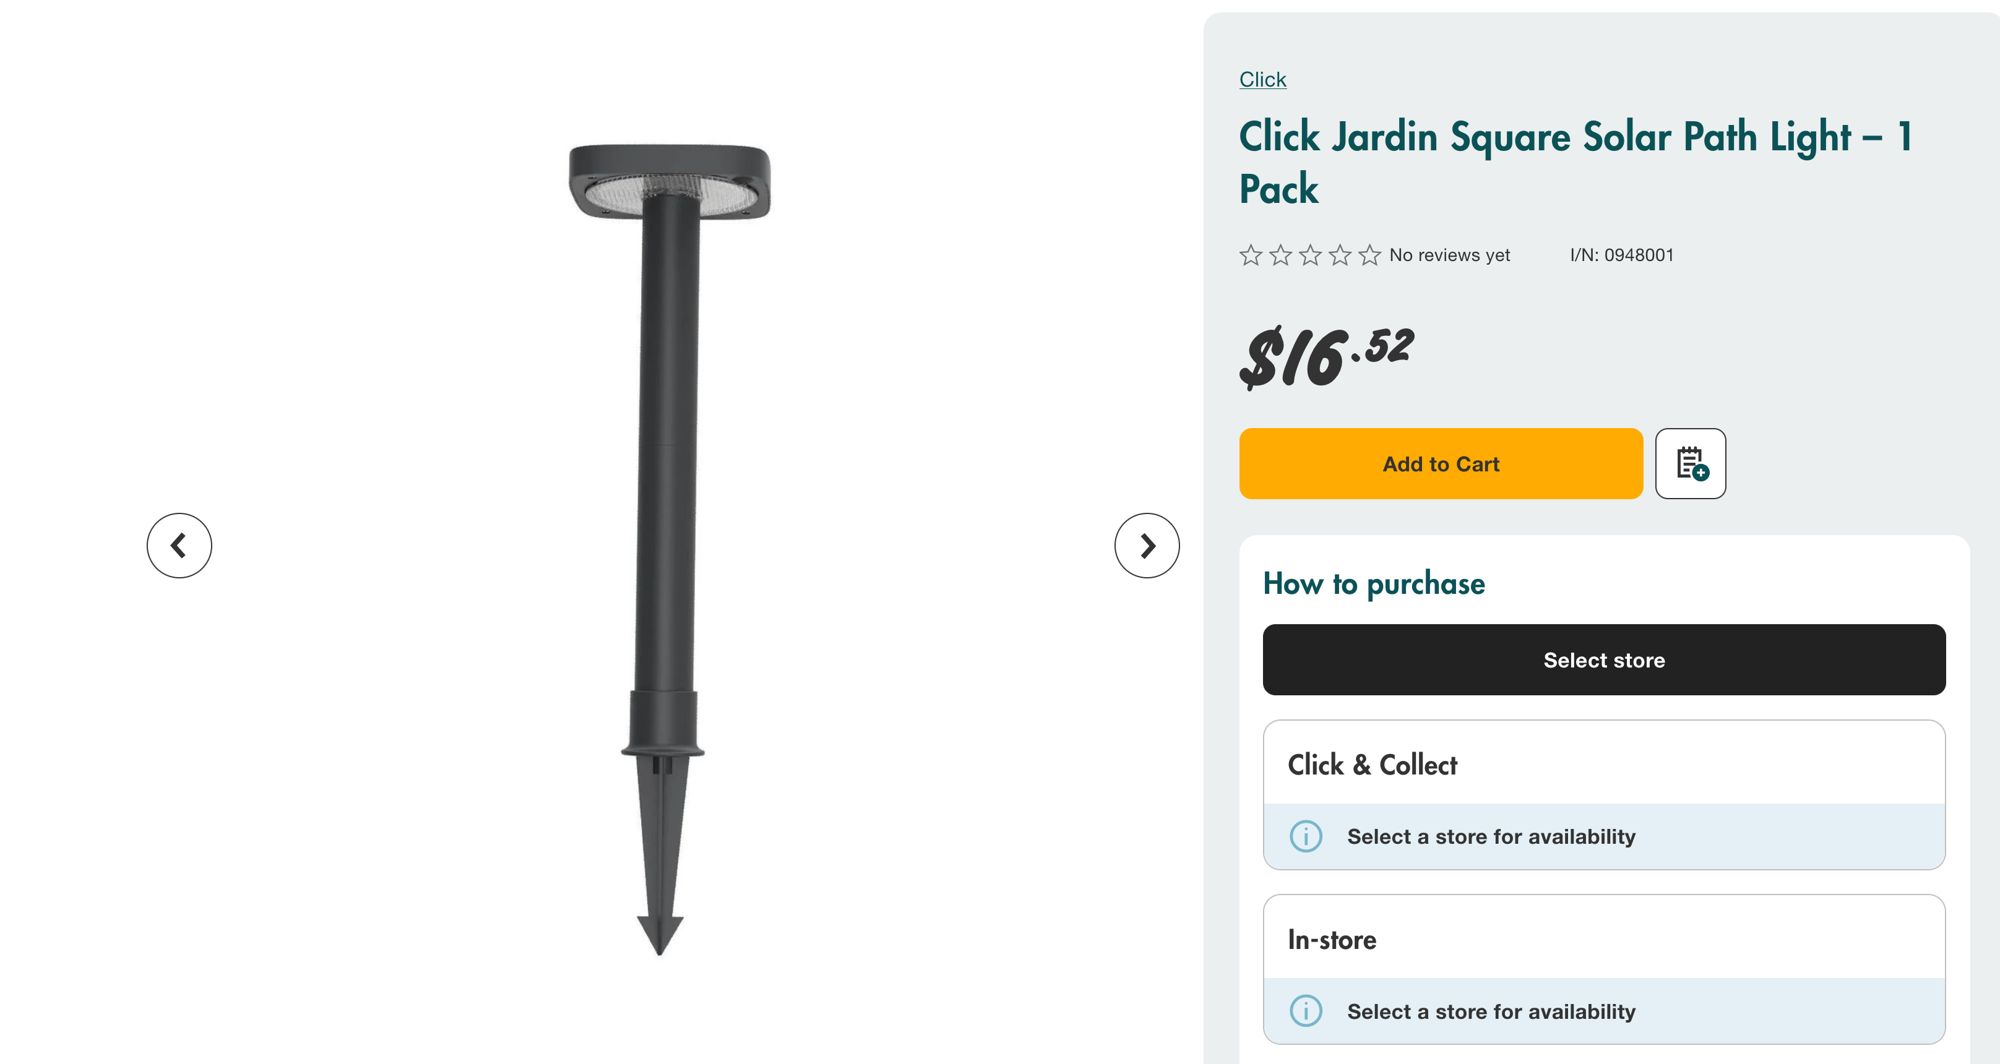 Click
Click Jardin Square Solar Path Light – 1
Pack
No reviews yet
I/N: 0948001
$16.52
Add to Cart
How to purchase
Select store
Click & Collect
Select a store for availability
In-store
Select a store for availability